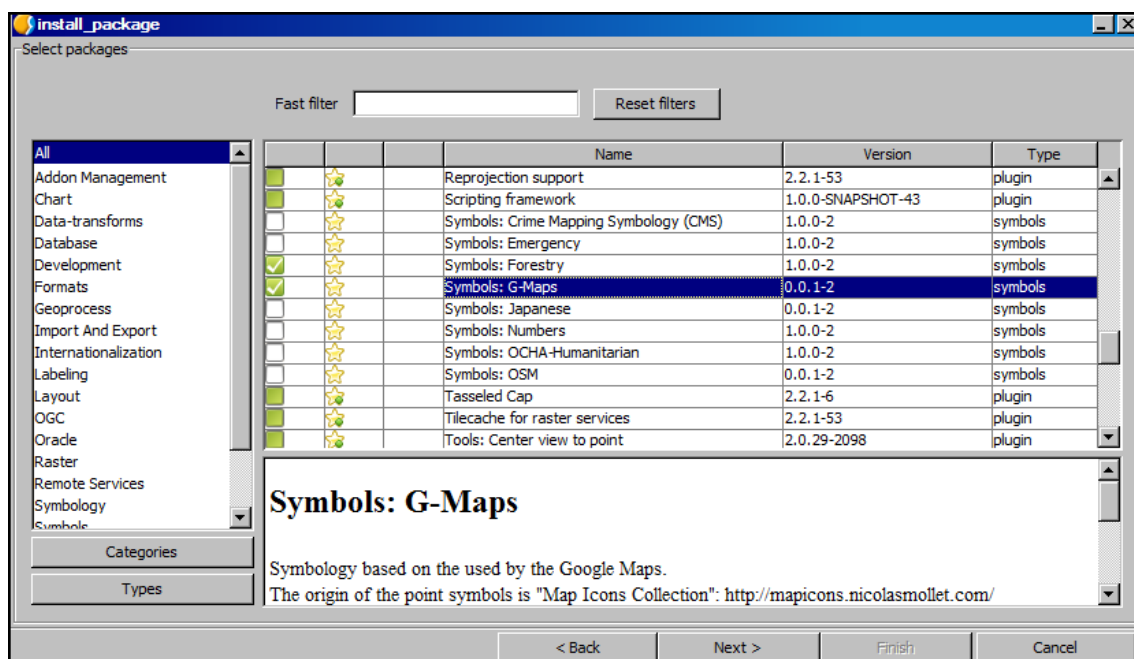 install_package
Select packages
Fast filter
Reset filters
All
Addon Management
Chart
Data-transforms
Database
Development
Formats
Geoprocess
Import And Export
Internationalization
Labeling
Layout
OGC
Oracle
Raster
Remote Services
Symbology
Symbols
Categories
Types
Name Version Type
Reprojection support 2.2.1-53 plugin
Scripting framework 1.0.0-SNAPSHOT-43 plugin
Symbols: Crime Mapping Symbology (CMS) 1.0.0-2 symbols
Symbols: Emergency 1.0.0-2 symbols
Symbols: Forestry 1.0.0-2 symbols
Symbols: G-Maps 0.0.1-2 symbols
Symbols: Japanese 0.0.1-2 symbols
Symbols: Numbers 1.0.0-2 symbols
Symbols: OCHA-Humanitarian 1.0.0-2 symbols
Symbols: OSM 0.0.1-2 symbols
Tasseled Cap 2.2.1-6 plugin
Tilecache for raster services 2.2.1-53 plugin
Tools: Center view to point 2.0.29-2098 plugin
Symbols: G-Maps
Symbology based on the used by the Google Maps.
The origin of the point symbols is "Map Icons Collection": http://mapicons.nicolasmollet.com/
< Back
Next >
Finish
Cancel